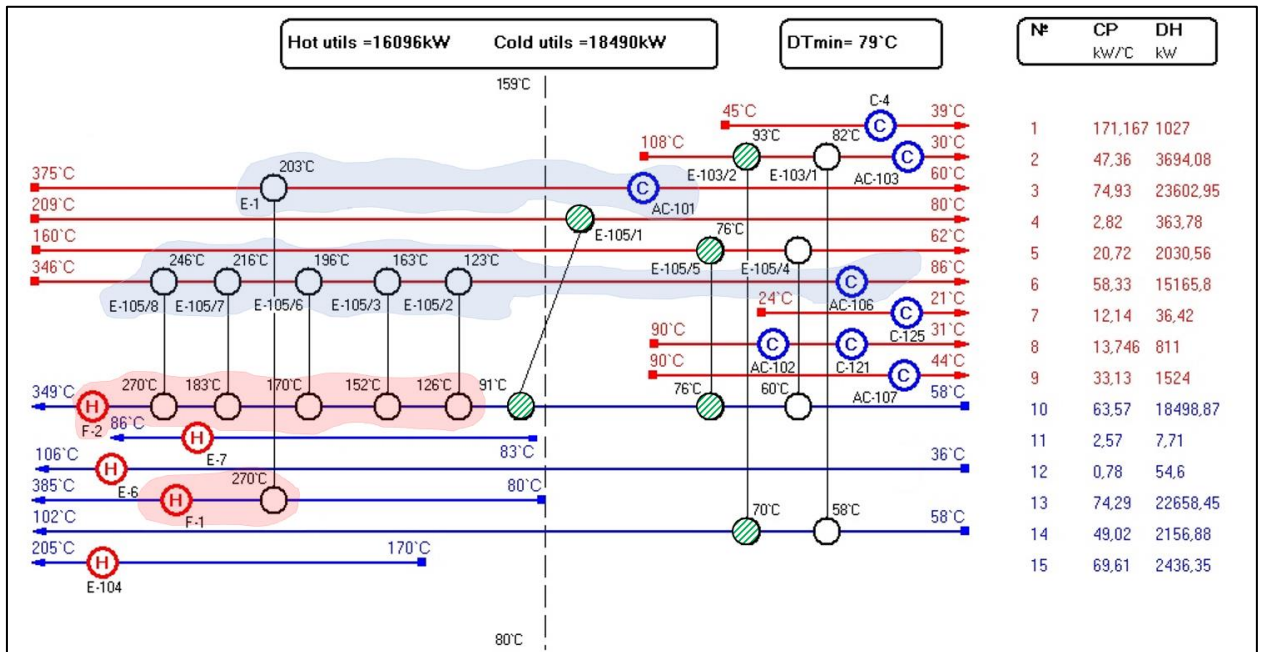 Hot utils =16096kW Cold utils =18490kW
DTmin= 79`C
№ CP DH
kW/`C kW
159`C
C-4
45`C C 39`C
1 171,167 1027
93`C 82`C
108`C C 30`C
2 47,36 3694,08
E-103/2 E-103/1 AC-103
203`C
375`C C 60`C
3 74,93 23602,95
E-1 AC-101
209`C 80`C
4 2,82 363,78
E-105/1
76`C
160`C 62`C
5 20,72 2030,56
E-105/5 E-105/4
246`C 216`C 196`C 163`C 123`C
346`C C 86`C
6 58,33 15165,8
E-105/8 E-105/7 E-105/6 E-105/3 E-105/2 AC-106
24`C C 21`C
7 12,14 36,42
C-125
90`C C C 31`C
8 13,746 811
AC-102 C-121
90`C C 44`C
9 33,13 1524
AC-107
270`C 183`C 170`C 152`C 126`C 91`C 76`C 60`C
349`C H 58`C
10 63,57 18498,87
F-2
86`C H 83`C
11 2,57 7,71
E-7
106`C H 36`C
12 0,78 54,6
E-6
270`C
385`C H 80`C
13 74,29 22658,45
F-1
70`C 58`C
102`C 58`C
14 49,02 2156,88
205`C H 170`C
15 69,61 2436,35
E-104
80`C